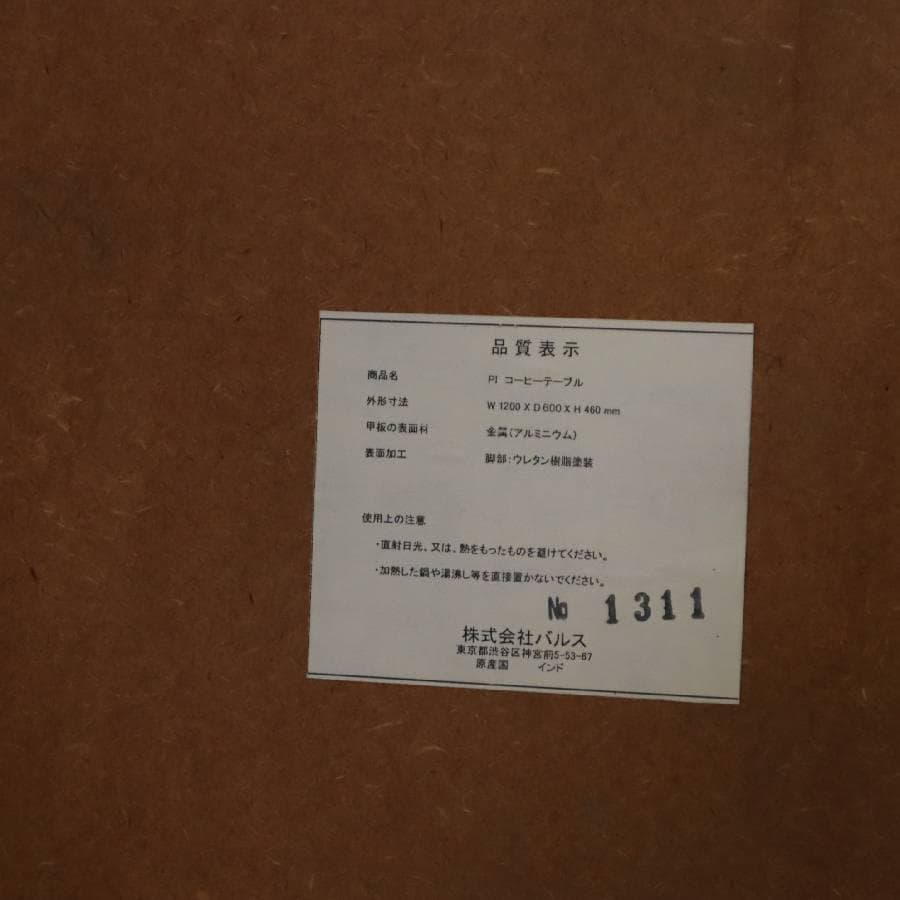 品質表示
商品名 PI コーヒーテーブル
外形寸法 W 1200 X D 600 X H 460 mm
甲板の表面材 金属(アルミニウム)
表面加工 脚部:ウレタン樹脂塗装
使用上の注意
・直射日光、又は、熱をもったものを避けてください。
・加熱した鍋や湯沸し等を直接置かないでください。
No 1311
株式会社バルス
東京都渋谷区神宮前5-53-67
原産国 インド